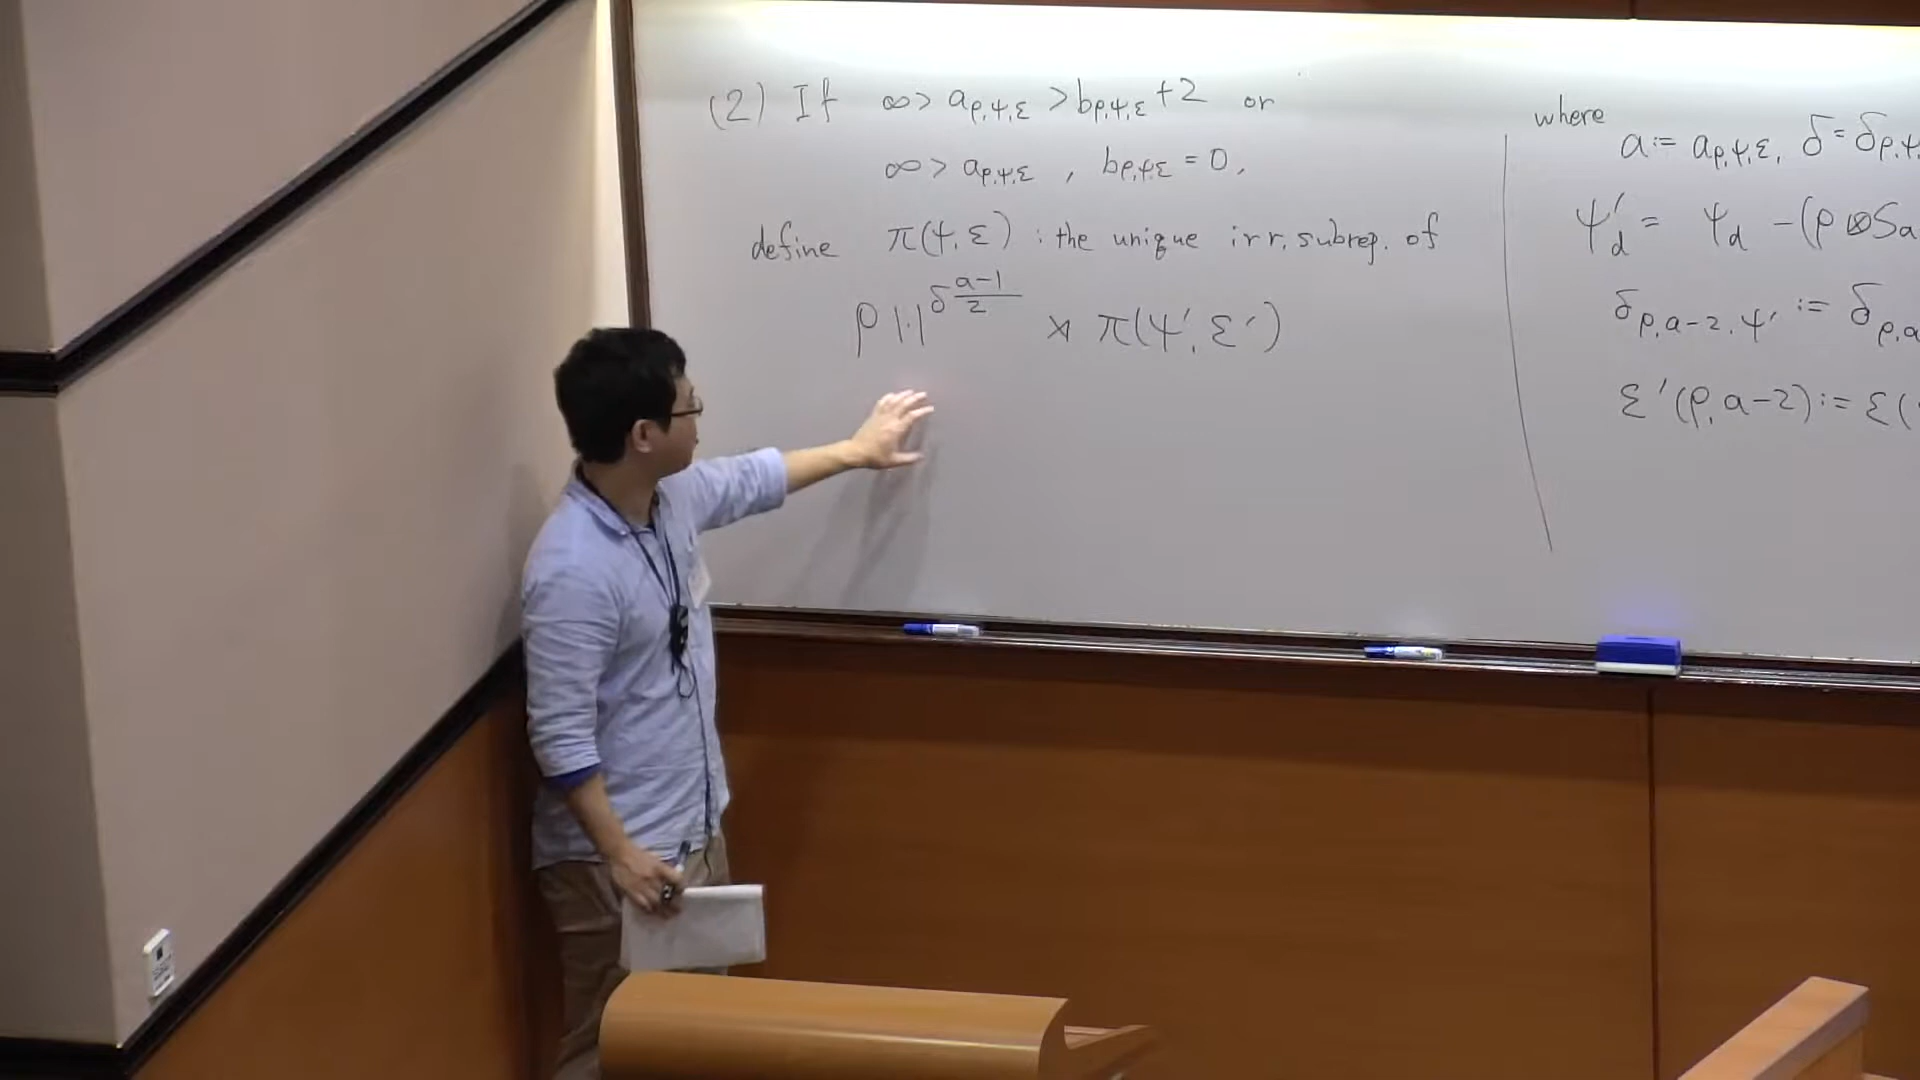 (2) If ∞ > a_{ρ,ψ,ε} > b_{ρ,ψ,ε} + 2 or
∞ > a_{ρ,ψ,ε} , b_{ρ,ψ,ε} = 0,
define π(ψ, ε) : the unique irr. subrep. of
ρ|·|^{δ\frac{a-1}{2}} ⋊ π(ψ', ε')
where
a := a_{ρ,ψ,ε}, δ = δ_{ρ,ψ,
ψ'_d = ψ_d - (ρ⊗S_a
δ_{ρ,a-2,ψ'} := δ_{ρ,a
ε'(ρ, a-2) := ε(